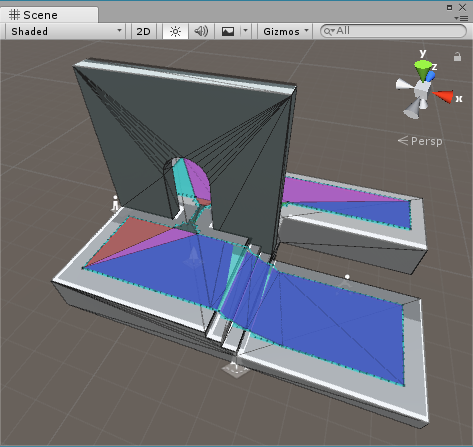 Scene
Shaded 2D Gizmos All
y
z
x
Persp